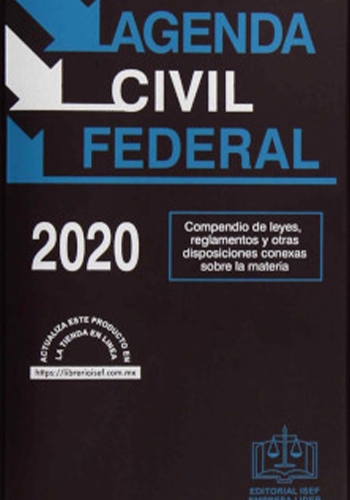 AGENDA
CIVIL
FEDERAL
2020
Compendio de leyes,
reglamentos y otras
disposiciones conexas
sobre la materia
ACTUALIZA ESTE PRODUCTO EN
LA TIENDA EN LÍNEA
https://libreriaisef.com.mx
EDITORIAL ISEF
EMPRESA LIDER